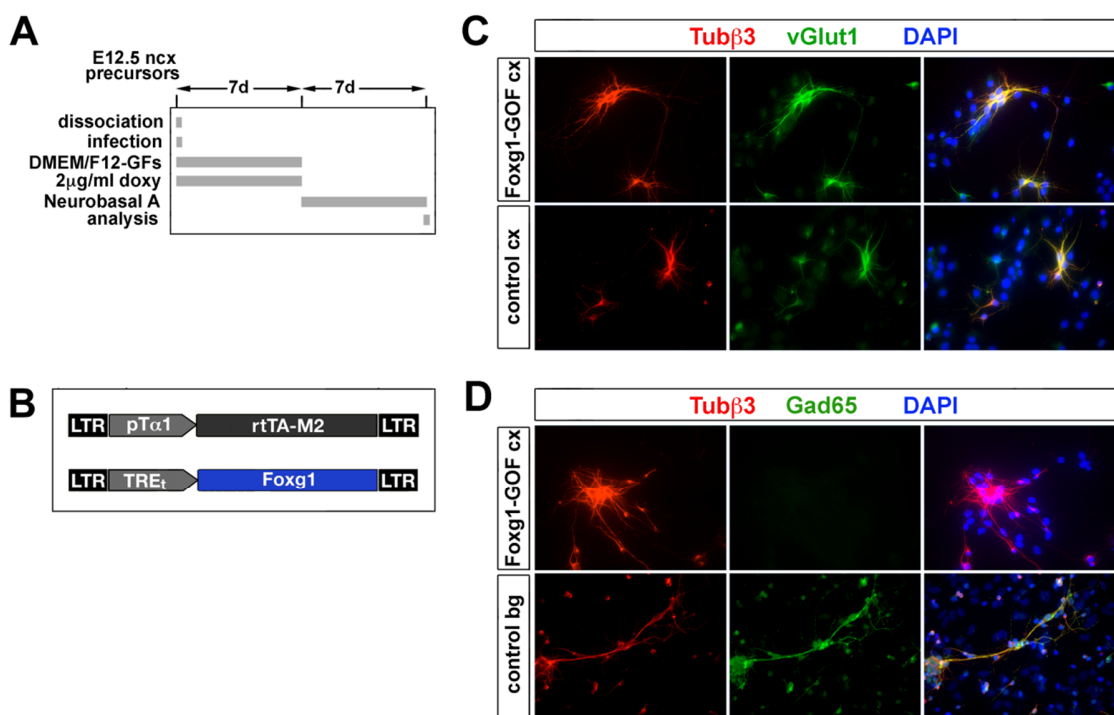 A
E12.5 ncx
precursors
7d 7d
dissociation
infection
DMEM/F12-GFs
2µg/ml doxy
Neurobasal A
analysis
B
LTR pTα1 rtTA-M2 LTR
LTR TREt Foxg1 LTR
C
Tubβ3 vGlut1 DAPI
Foxg1-GOF cx
control cx
D
Tubβ3 Gad65 DAPI
Foxg1-GOF cx
control bg